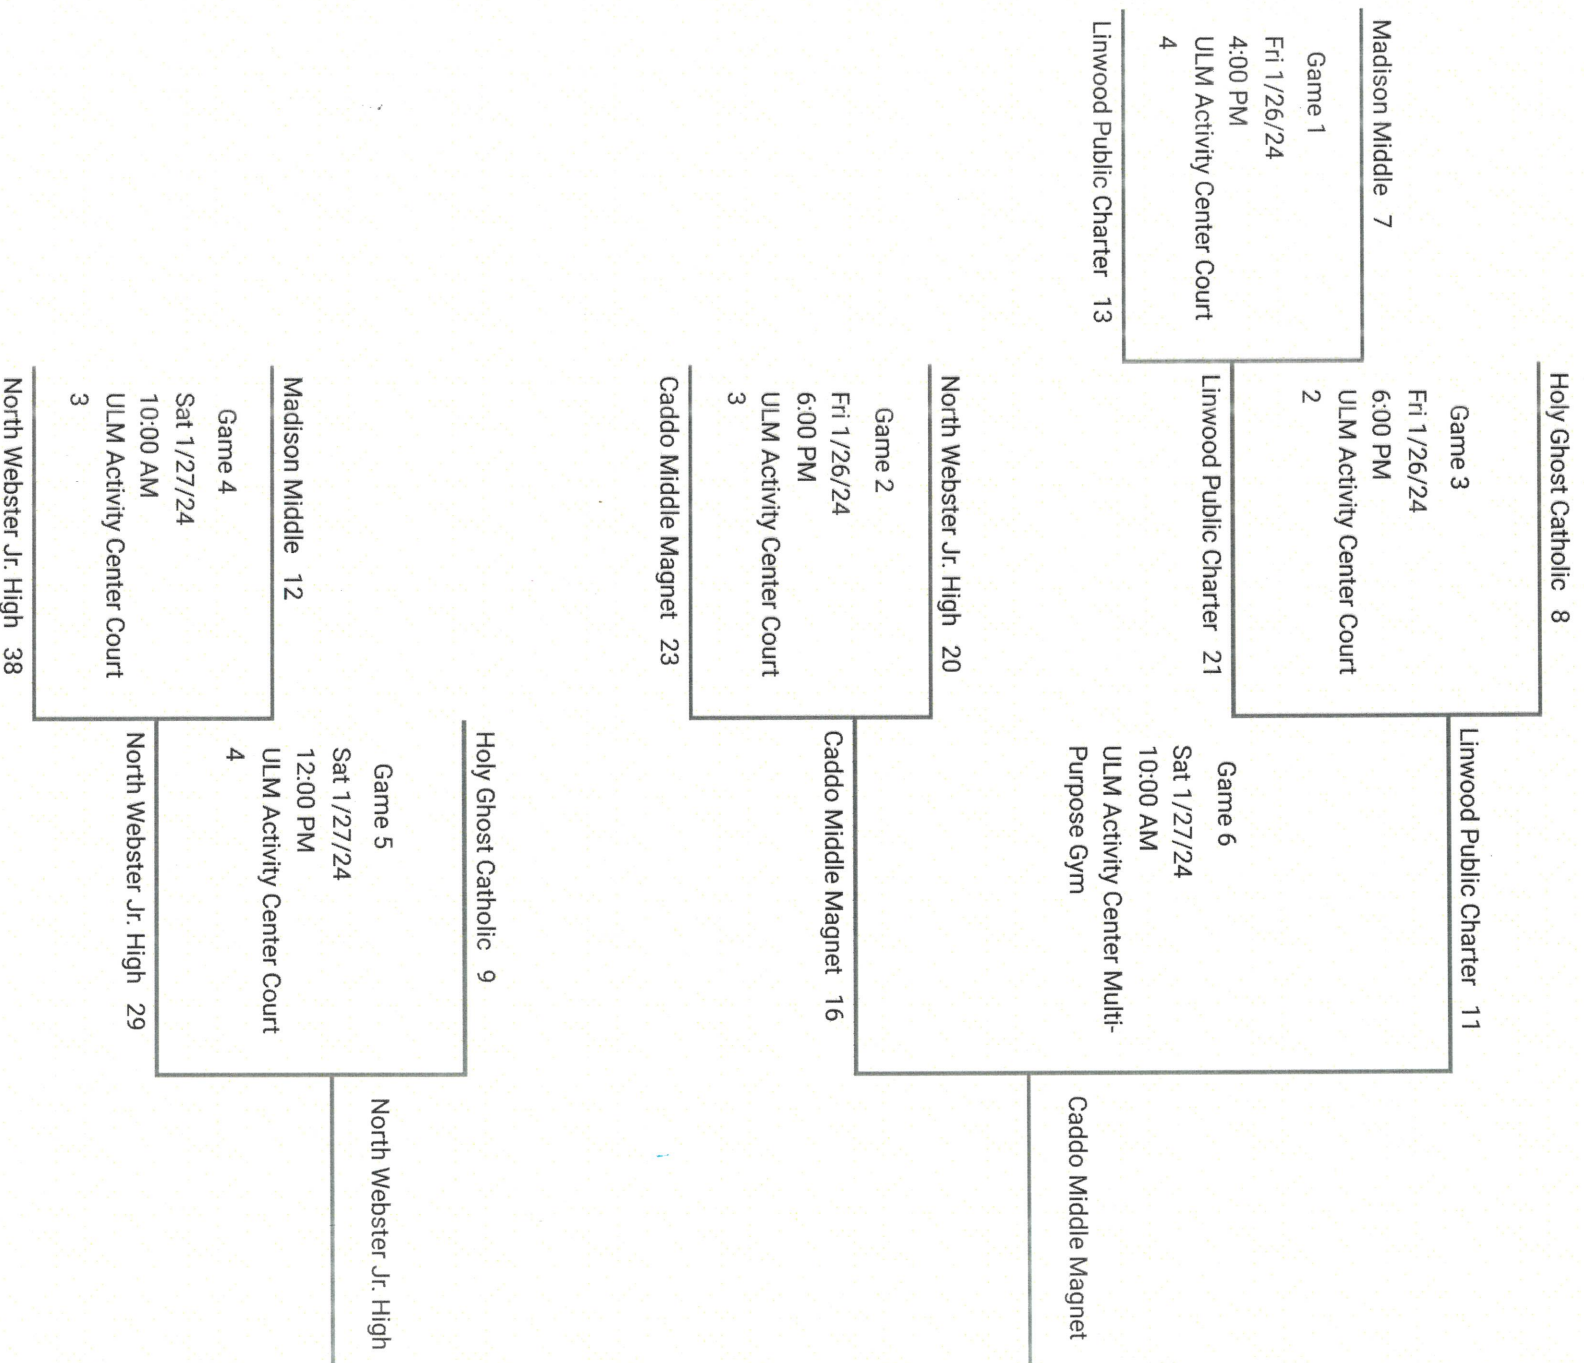 Holy Ghost Catholic 8
Game 3
Fri 1/26/24
6:00 PM
ULM Activity Center Court
2
Linwood Public Charter 21
Madison Middle 7
Game 1
Fri 1/26/24
4:00 PM
ULM Activity Center Court
4
Linwood Public Charter 13
Linwood Public Charter 11
Game 6
Sat 1/27/24
10:00 AM
ULM Activity Center Multi-
Purpose Gym
Caddo Middle Magnet 16
Caddo Middle Magnet
North Webster Jr. High 20
Game 2
Fri 1/26/24
6:00 PM
ULM Activity Center Court
3
Caddo Middle Magnet 23
Holy Ghost Catholic 9
Game 5
Sat 1/27/24
12:00 PM
ULM Activity Center Court
4
North Webster Jr. High 29
North Webster Jr. High
Madison Middle 12
Game 4
Sat 1/27/24
10:00 AM
ULM Activity Center Court
3
North Webster Jr. High 38